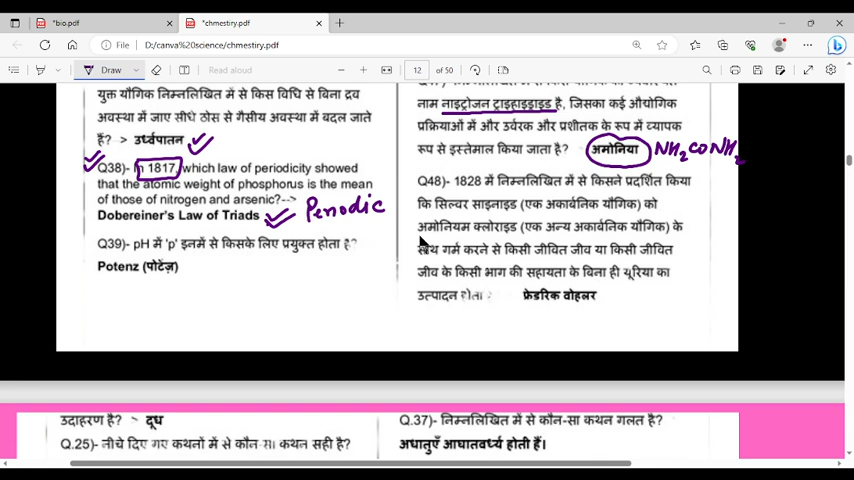 *bio.pdf
*chmestiry.pdf
File
D:/canva%20science/chmestiry.pdf
Draw
Read aloud
12
of 50
युक्त यौगिक निम्नलिखित में से किस विधि से बिना द्रव
अवस्था में जाए सीधे ठोस से गैसीय अवस्था में बदल जाते
हैं? > उर्ध्वपातन
Q38)- In 1817, which law of periodicity showed
that the atomic weight of phosphorus is the mean
of those of nitrogen and arsenic?-->
Dobereiner's Law of Triads
Periodic
Q39)- pH में 'p' इनमें से किसके लिए प्रयुक्त होता है?
Potenz (पोटेंज़)
नाम नाइट्रोजन ट्राइहाइड्राइड है, जिसका कई औद्योगिक
प्रक्रियाओं में और उर्वरक और प्रशीतक के रूप में व्यापक
रूप से इस्तेमाल किया जाता है? अमोनिया NH2CONH2
Q48)- 1828 में निम्नलिखित में से किसने प्रदर्शित किया
कि सिल्वर साइनाइड (एक अकार्बनिक यौगिक) को
अमोनियम क्लोराइड (एक अन्य अकार्बनिक यौगिक) के
साथ गर्म करने से किसी जीवित जीव या किसी जीवित
जीव के किसी भाग की सहायता के बिना ही यूरिया का
उत्पादन होता फ्रेडरिक वोहलर
उदाहरण है? > दूध
Q.25)- नीचे दिए गए कथनों में से कौन-सा कथन सही है?
Q.37)- निम्नलिखित में से कौन-सा कथन गलत है?
अधातुएँ आघातवर्ध्य होती हैं।